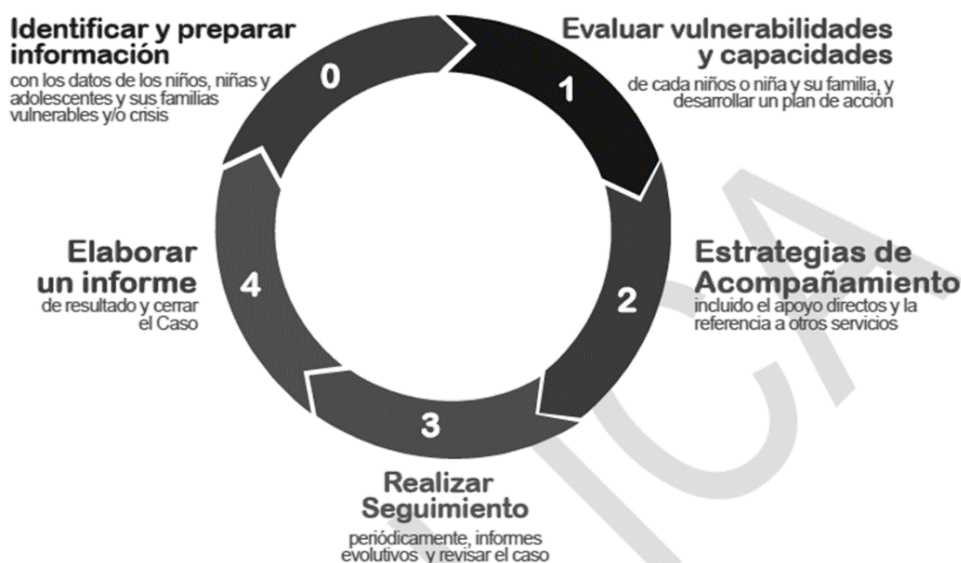 Identificar y preparar
información
con los datos de los niños, niñas y
adolescentes y sus familias
vulnerables y/o crisis
0
1
Evaluar vulnerabilidades
y capacidades
de cada niños o niña y su familia, y
desarrollar un plan de acción
2
Estrategias de
Acompañamiento
incluido el apoyo directos y la
referencia a otros servicios
3
Realizar
Seguimiento
periódicamente, informes
evolutivos y revisar el caso
4
Elaborar
un informe
de resultado y cerrar
el Caso
ICA